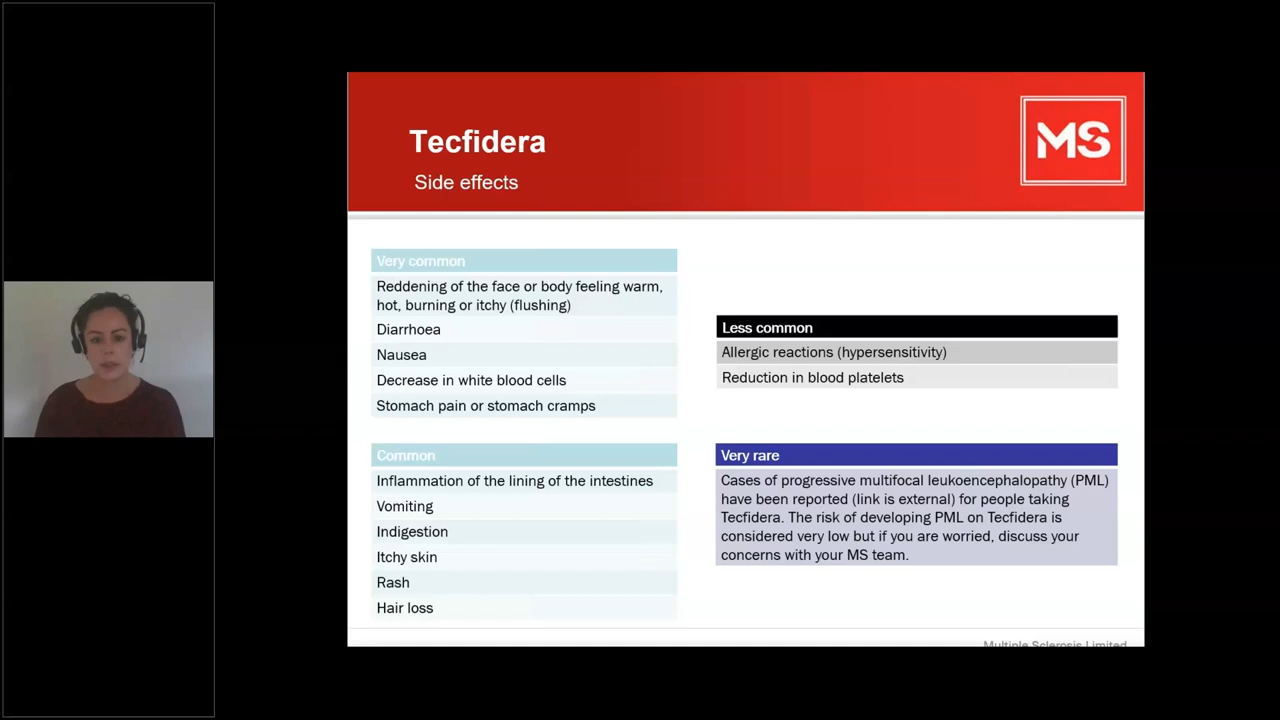 Tecfidera
MS
Side effects
Very common
Reddening of the face or body feeling warm,
hot, burning or itchy (flushing)
Diarrhoea
Nausea
Decrease in white blood cells
Stomach pain or stomach cramps
Common
Inflammation of the lining of the intestines
Vomiting
Indigestion
Itchy skin
Rash
Hair loss
Less common
Allergic reactions (hypersensitivity)
Reduction in blood platelets
Very rare
Cases of progressive multifocal leukoencephalopathy (PML)
have been reported (link is external) for people taking
Tecfidera. The risk of developing PML on Tecfidera is
considered very low but if you are worried, discuss your
concerns with your MS team.
Multiple Sclerosis Limited